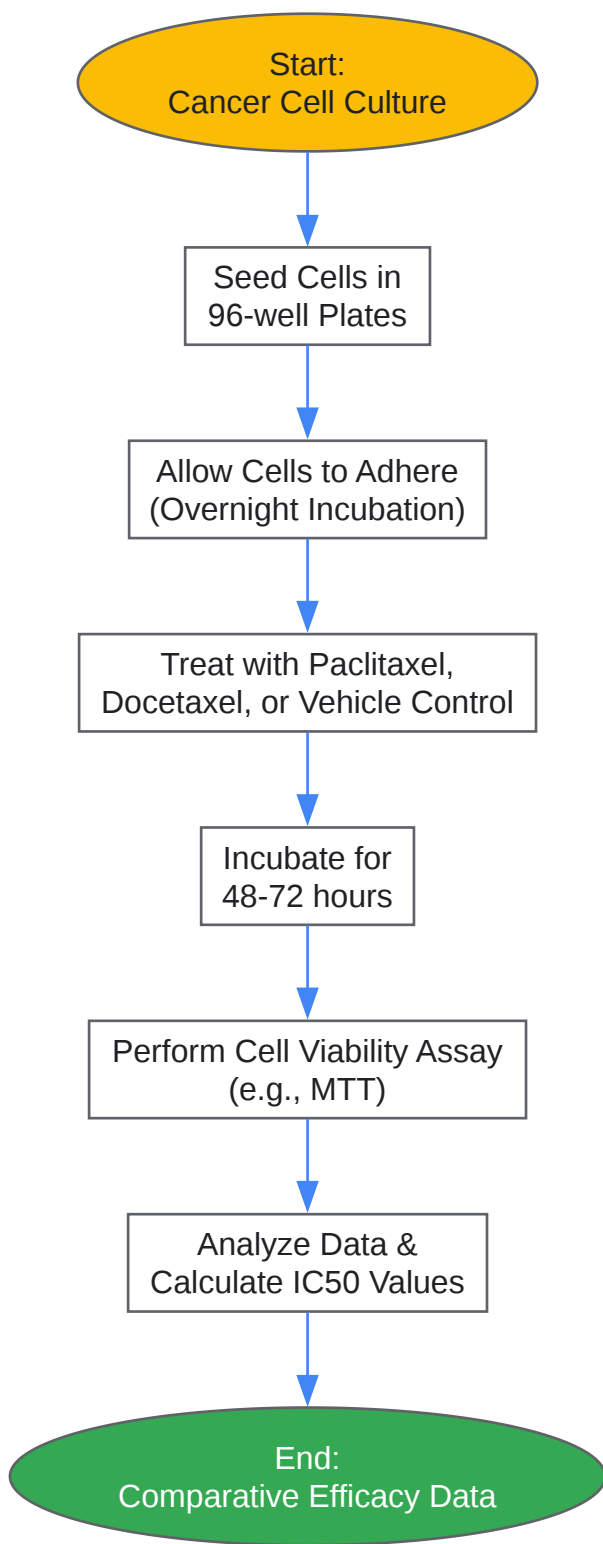 Start:
Cancer Cell Culture
Seed Cells in
96-well Plates
Allow Cells to Adhere
(Overnight Incubation)
Treat with Paclitaxel,
Docetaxel, or Vehicle Control
Incubate for
48-72 hours
Perform Cell Viability Assay
(e.g., MTT)
Analyze Data &
Calculate IC50 Values
End:
Comparative Efficacy Data